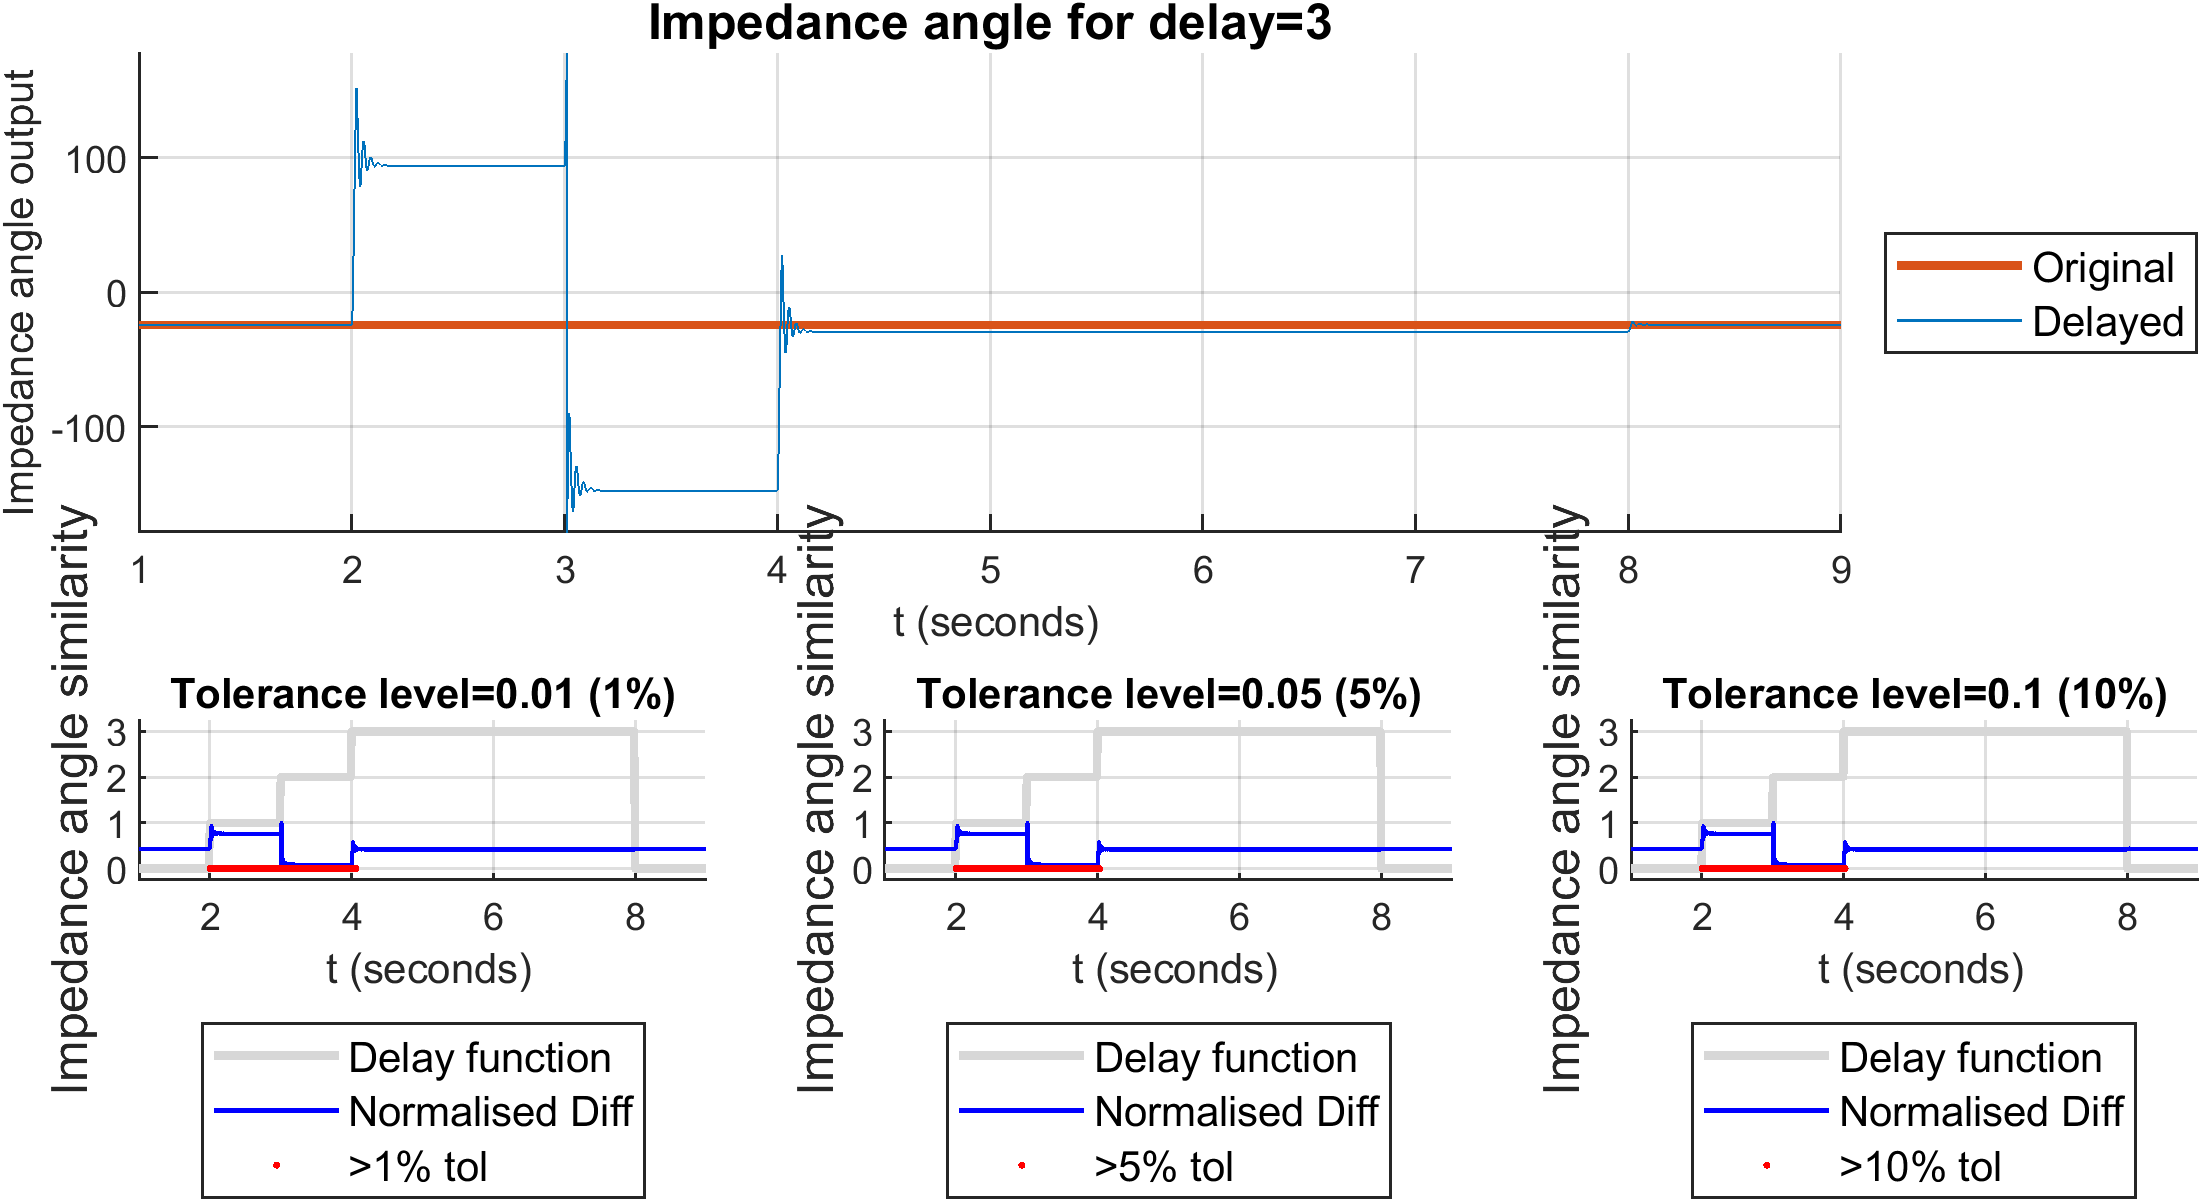 Impedance angle for delay=3
Impedance angle output
100
0
-100
1 2 3 4 5 6 7 8 9
t (seconds)
Original
Delayed
Impedance angle similarity
Tolerance level=0.01 (1%)
3
2
1
0
2 4 6 8
t (seconds)
Delay function
Normalised Diff
>1% tol
Impedance angle similarity
Tolerance level=0.05 (5%)
3
2
1
0
2 4 6 8
t (seconds)
Delay function
Normalised Diff
>5% tol
Impedance angle similarity
Tolerance level=0.1 (10%)
3
2
1
0
2 4 6 8
t (seconds)
Delay function
Normalised Diff
>10% tol